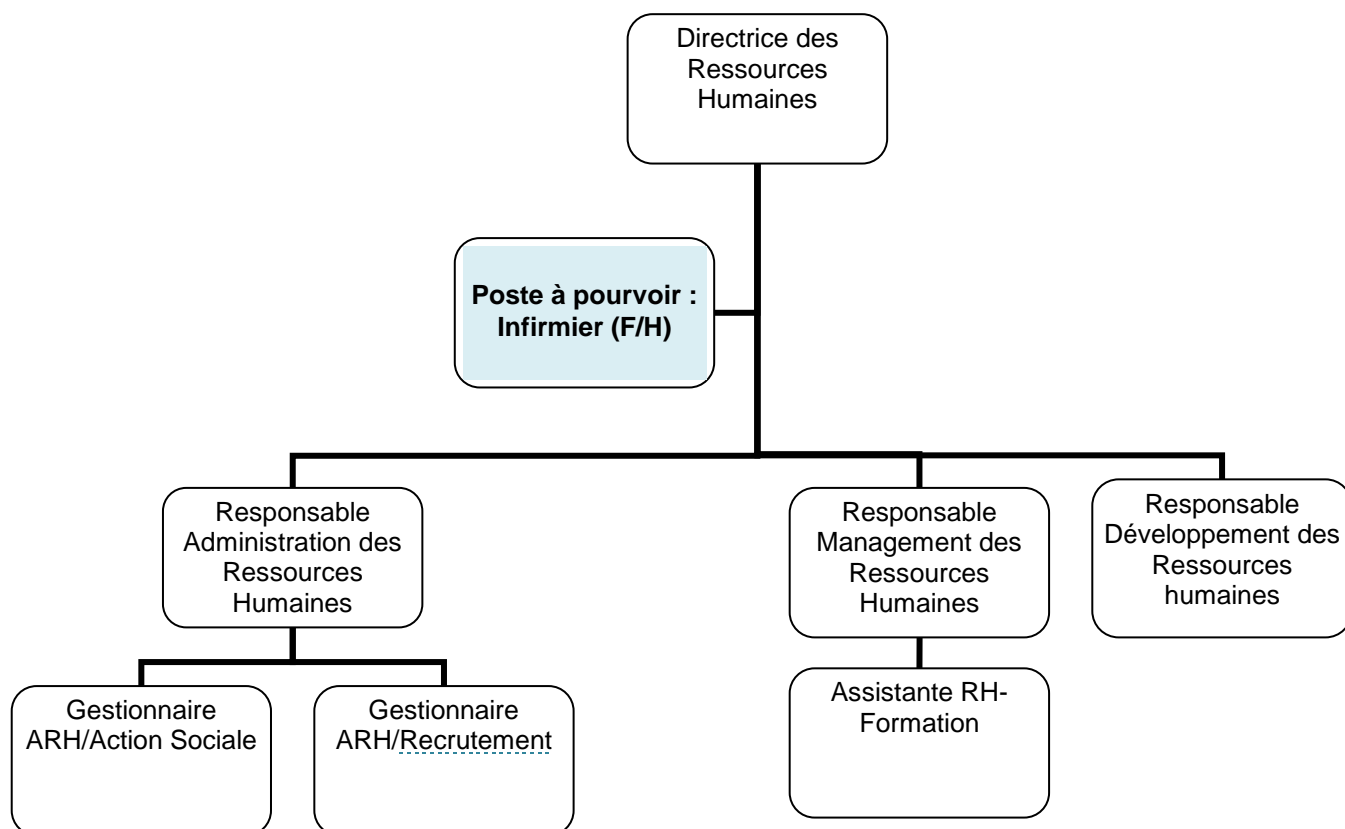 Directrice des
Ressources
Humaines
Poste à pourvoir :
Infirmier (F/H)
Responsable
Administration des
Ressources
Humaines
Responsable
Management des
Ressources
Humaines
Responsable
Développement des
Ressources
humaines
Gestionnaire
ARH/Action Sociale
Gestionnaire
ARH/Recrutement
Assistante RH-
Formation